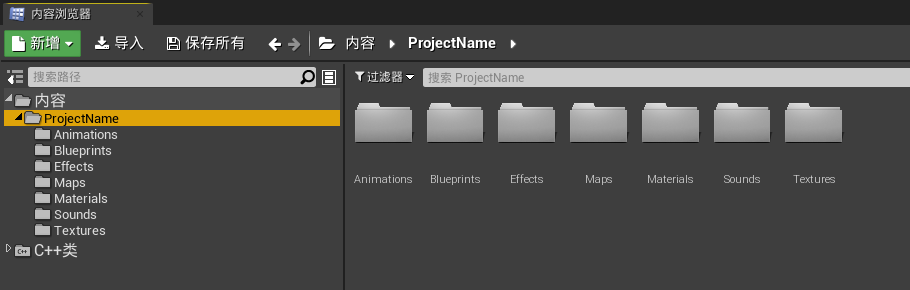 内容浏览器
新增 导入 保存所有 内容 ProjectName
搜索路径
内容
ProjectName
Animations
Blueprints
Effects
Maps
Materials
Sounds
Textures
C++ C++类
过滤器 搜索 ProjectName
Animations Blueprints Effects Maps Materials Sounds Textures